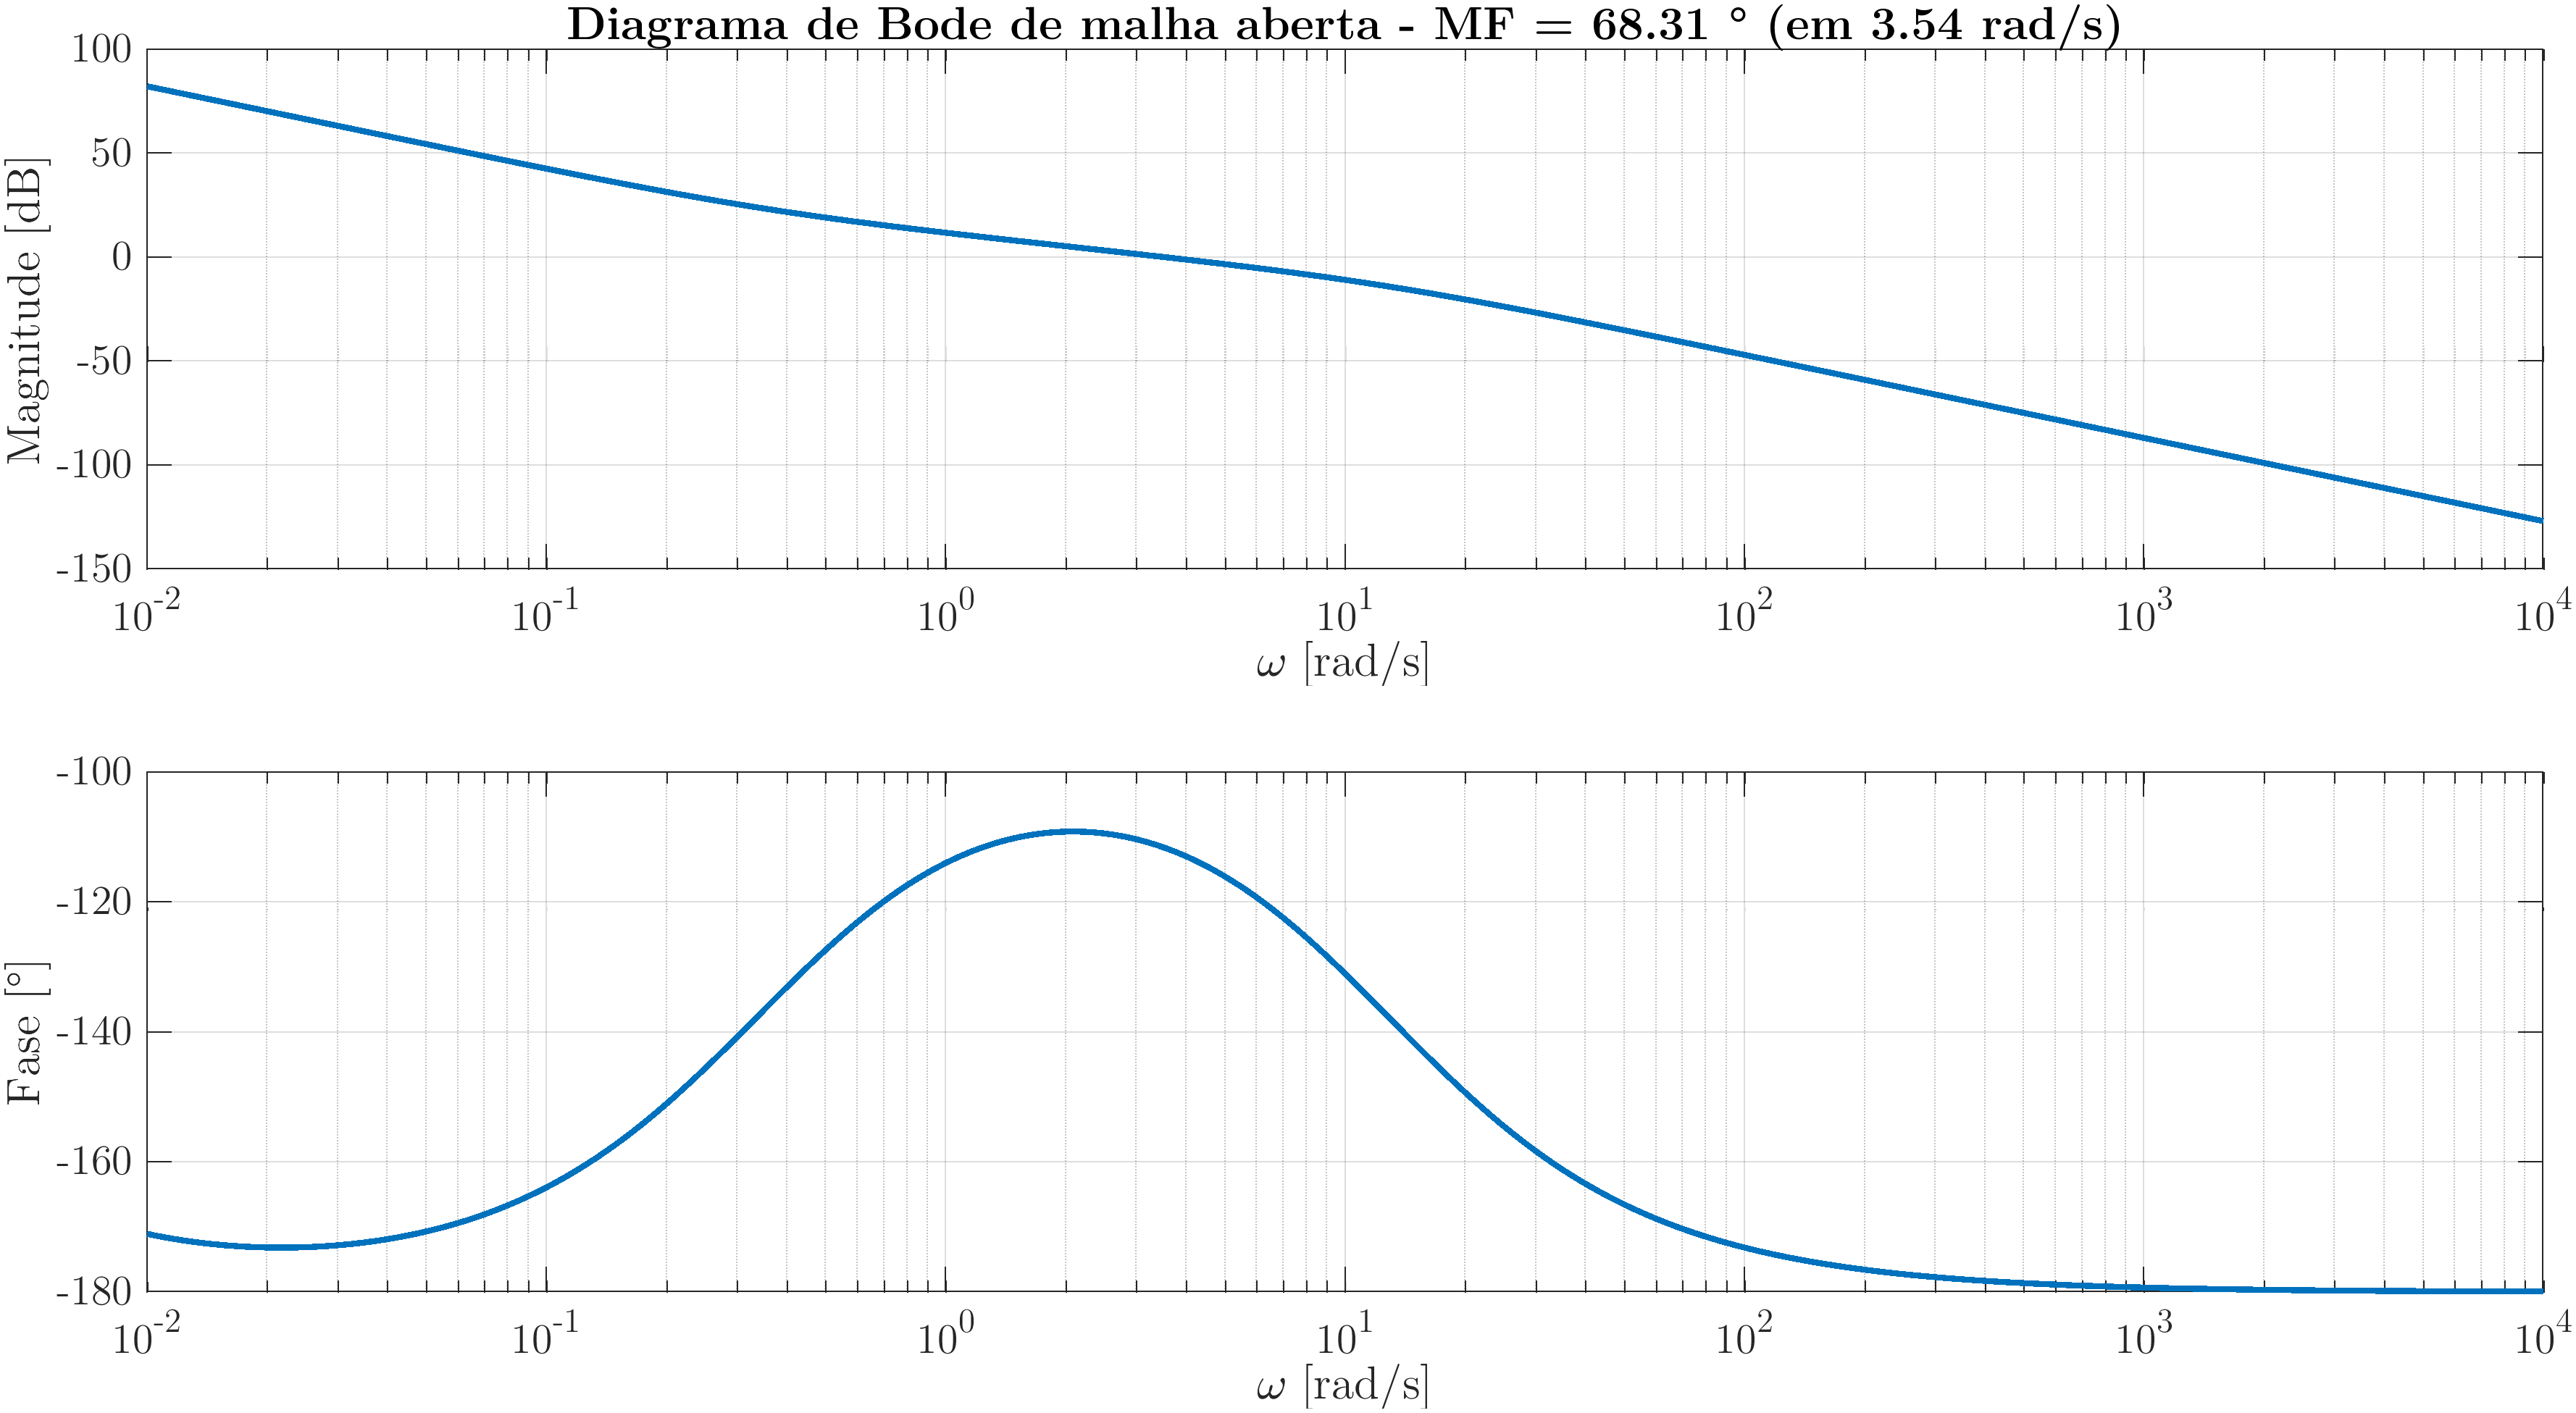 Diagrama de Bode de malha aberta - MF = 68.31 ° (em 3.54 rad/s)
100
50
0
-50
-100
-150
Magnitude [dB]
10^-2 10^-1 10^0 10^1 10^2 10^3 10^4
ω [rad/s]
-100
-120
-140
-160
-180
Fase [°]
10^-2 10^-1 10^0 10^1 10^2 10^3 10^4
ω [rad/s]